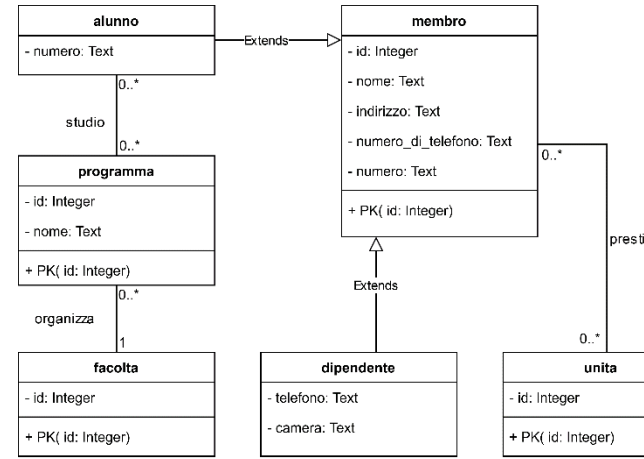 alunno
- numero: Text
Extends
membro
- id: Integer
- nome: Text
- indirizzo: Text
- numero_di_telefono: Text
- numero: Text
+ PK( id: Integer)
0..*
studio
0..*
programma
- id: Integer
- nome: Text
+ PK( id: Integer)
0..*
organizza
1
0..*
presti
0..*
Extends
facolta
- id: Integer
+ PK( id: Integer)
dipendente
- telefono: Text
- camera: Text
unita
- id: Integer
+ PK( id: Integer)